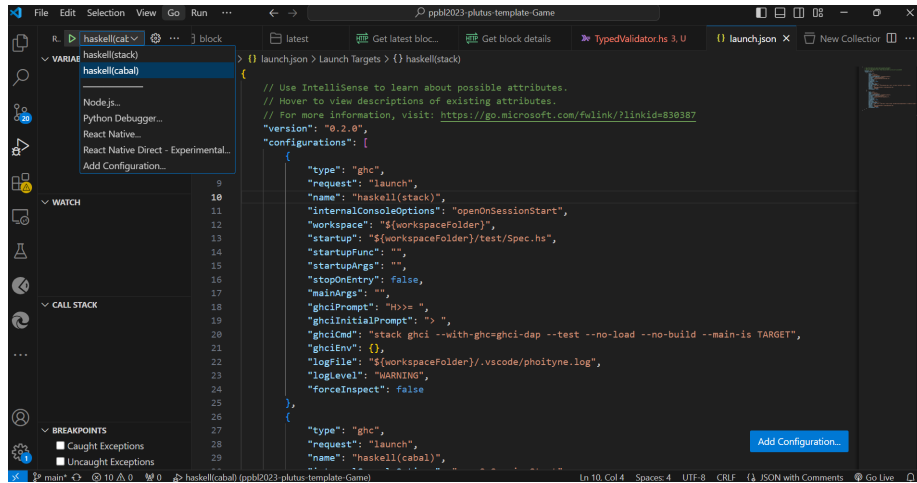 File Edit Selection View Go Run ··· ppbl2023-plutus-template-Game
R. haskell(cab ··· block latest Get latest bloc... Get block details TypedValidator.hs 3, U launch.json New Collection ···
haskell(stack)
haskell(cabal)
Node.js...
Python Debugger...
React Native...
React Native Direct - Experimental...
Add Configuration...
VARIAB
{} launch.json > Launch Targets > {} haskell(stack)
{
// Use IntelliSense to learn about possible attributes.
// Hover to view descriptions of existing attributes.
// For more information, visit: https://go.microsoft.com/fwlink/?linkid=830387
"version": "0.2.0",
"configurations": [
{
"type": "ghc",
9 "request": "launch",
10 "name": "haskell(stack)",
11 "internalConsoleOptions": "openOnSessionStart",
12 "workspace": "${workspaceFolder}",
13 "startup": "${workspaceFolder}/test/Spec.hs",
14 "startupFunc": "",
15 "startupArgs": "",
16 "stopOnEntry": false,
17 "mainArgs": "",
18 "ghciPrompt": "H>>= ",
19 "ghciInitialPrompt": "> ",
20 "ghciCmd": "stack ghci --with-ghc=ghci-dap --test --no-load --no-build --main-is TARGET",
21 "ghciEnv": {},
22 "logFile": "${workspaceFolder}/.vscode/phoityne.log",
23 "logLevel": "WARNING",
24 "forceInspect": false
25 },
26 {
27 "type": "ghc",
28 "request": "launch",
29 "name": "haskell(cabal)",
WATCH
CALL STACK
BREAKPOINTS
Caught Exceptions
Uncaught Exceptions
20
1
Add Configuration...
main* 10 0 0 haskell(cabal) (ppbl2023-plutus-template-Game) Ln 10, Col 4 Spaces: 4 UTF-8 CRLF JSON with Comments Go Live